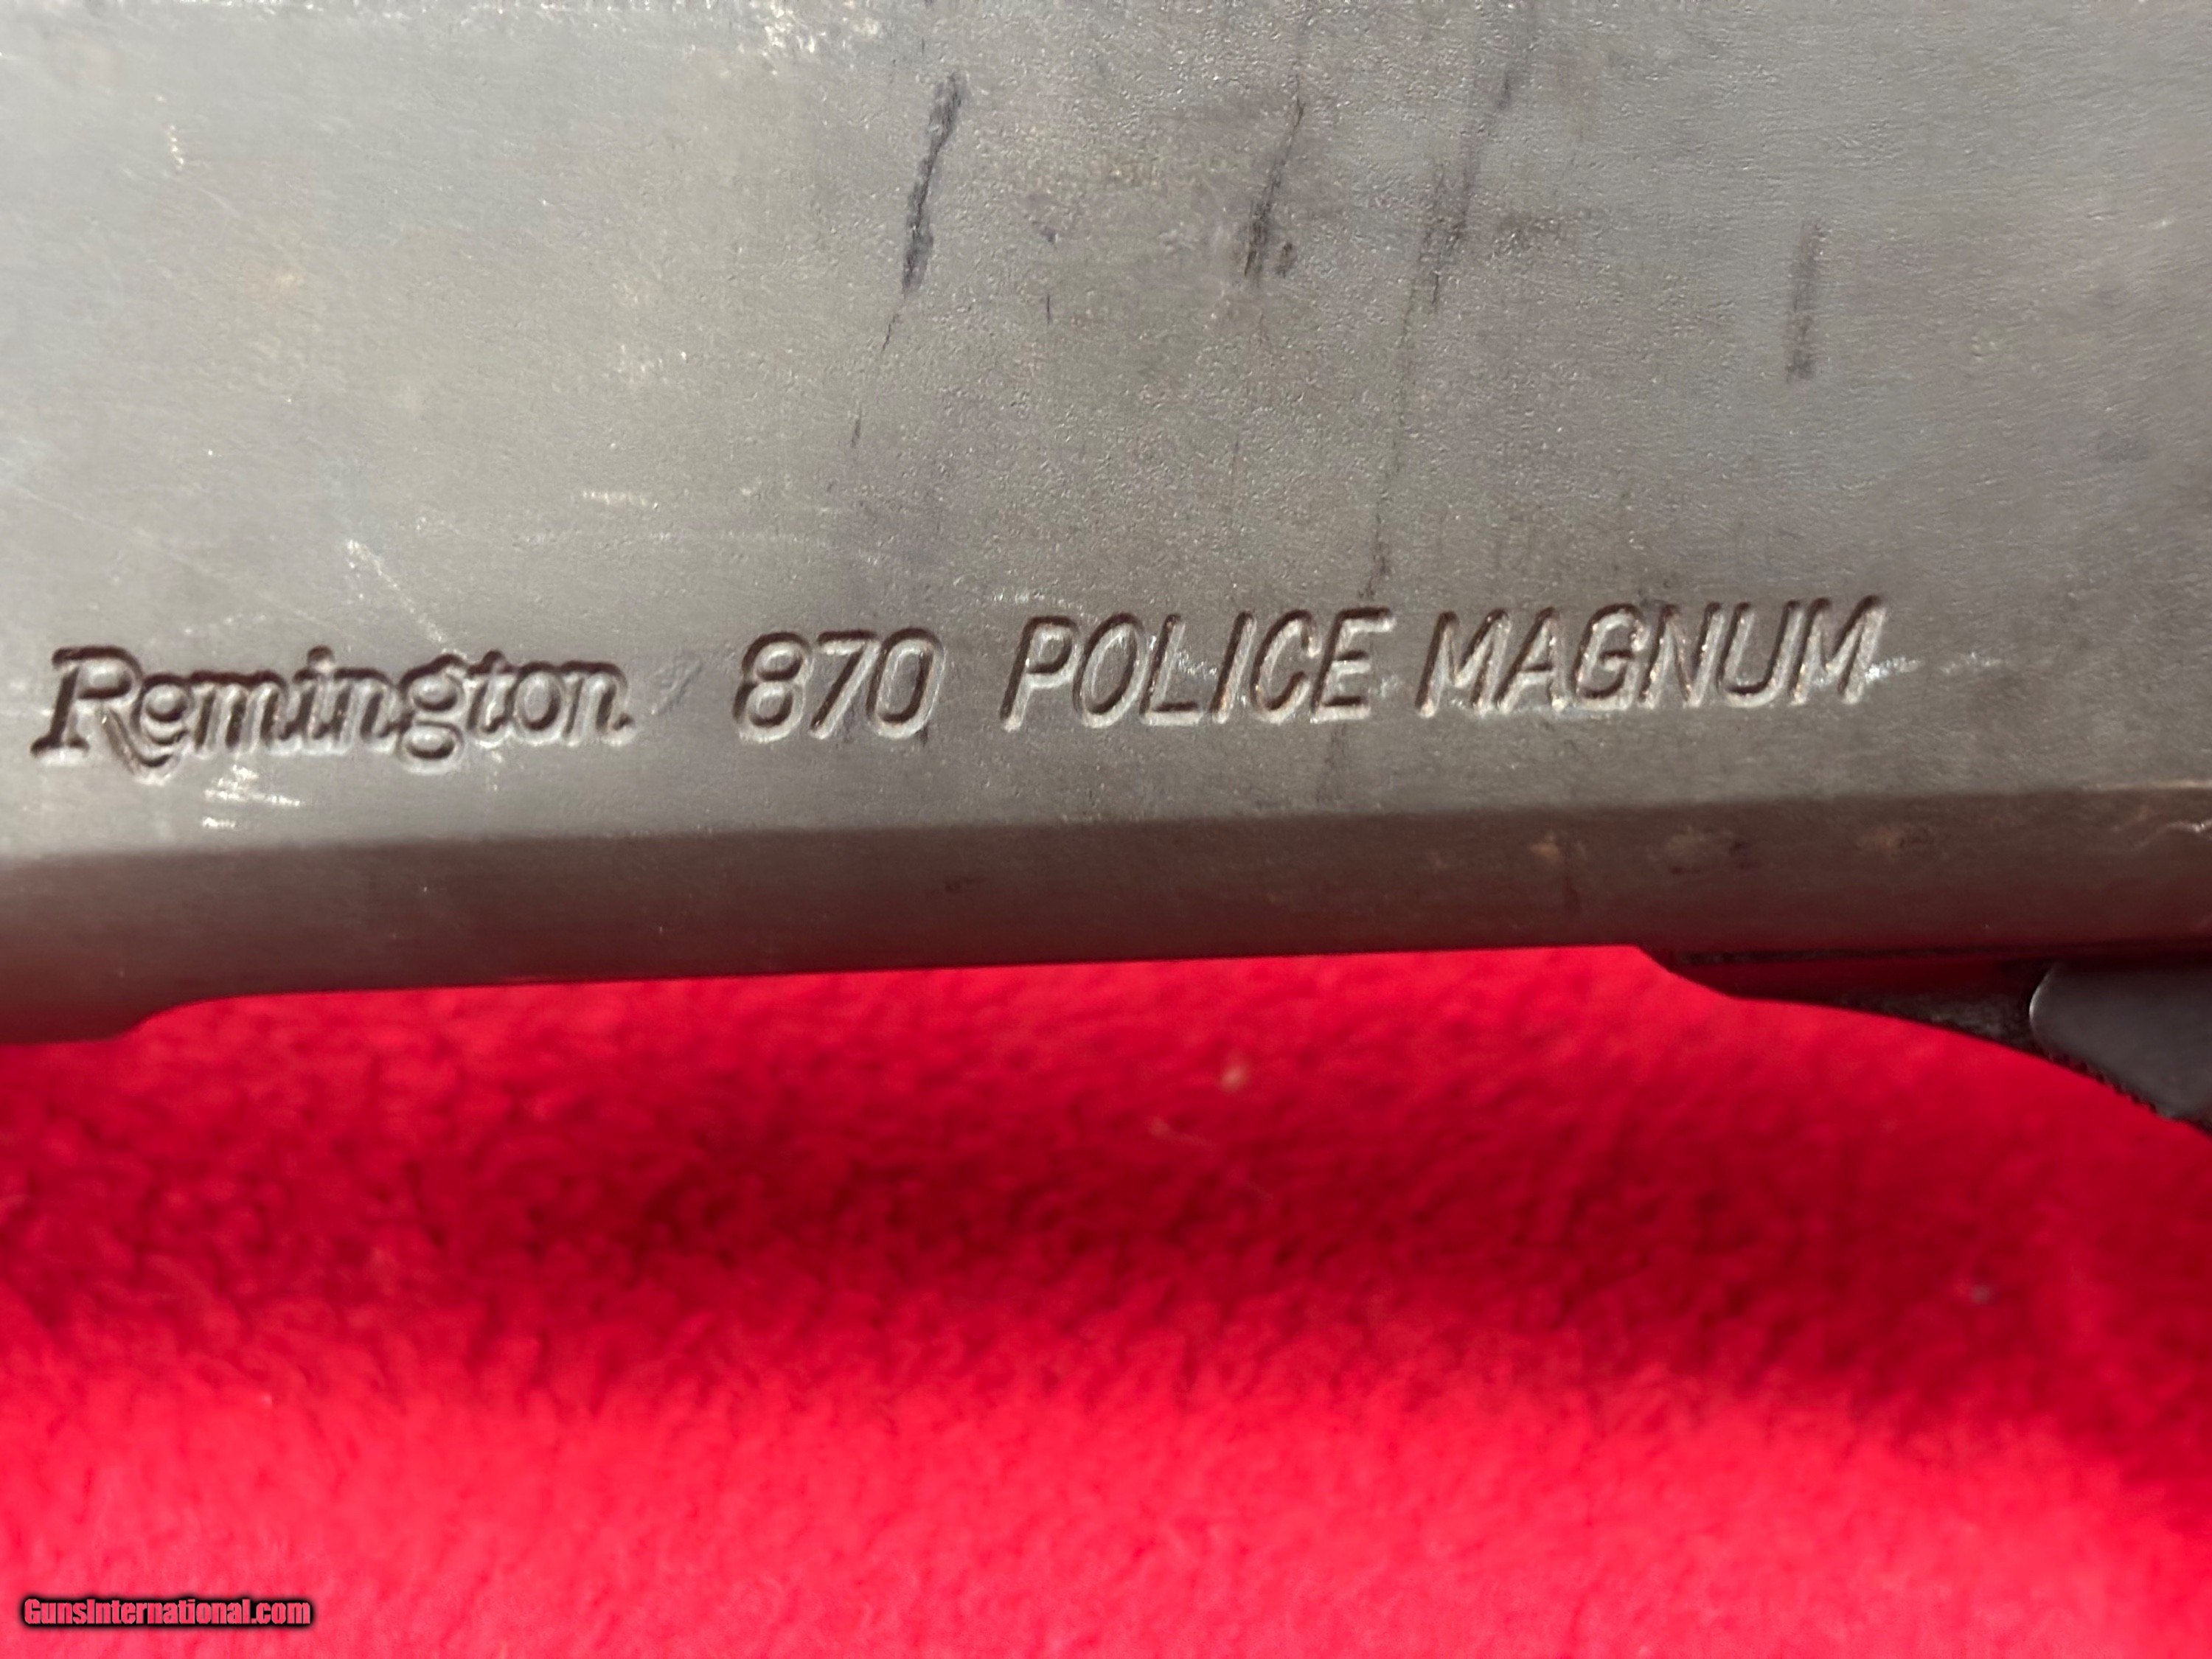 Remington 870 POLICE MAGNUM
GunsInternational.com